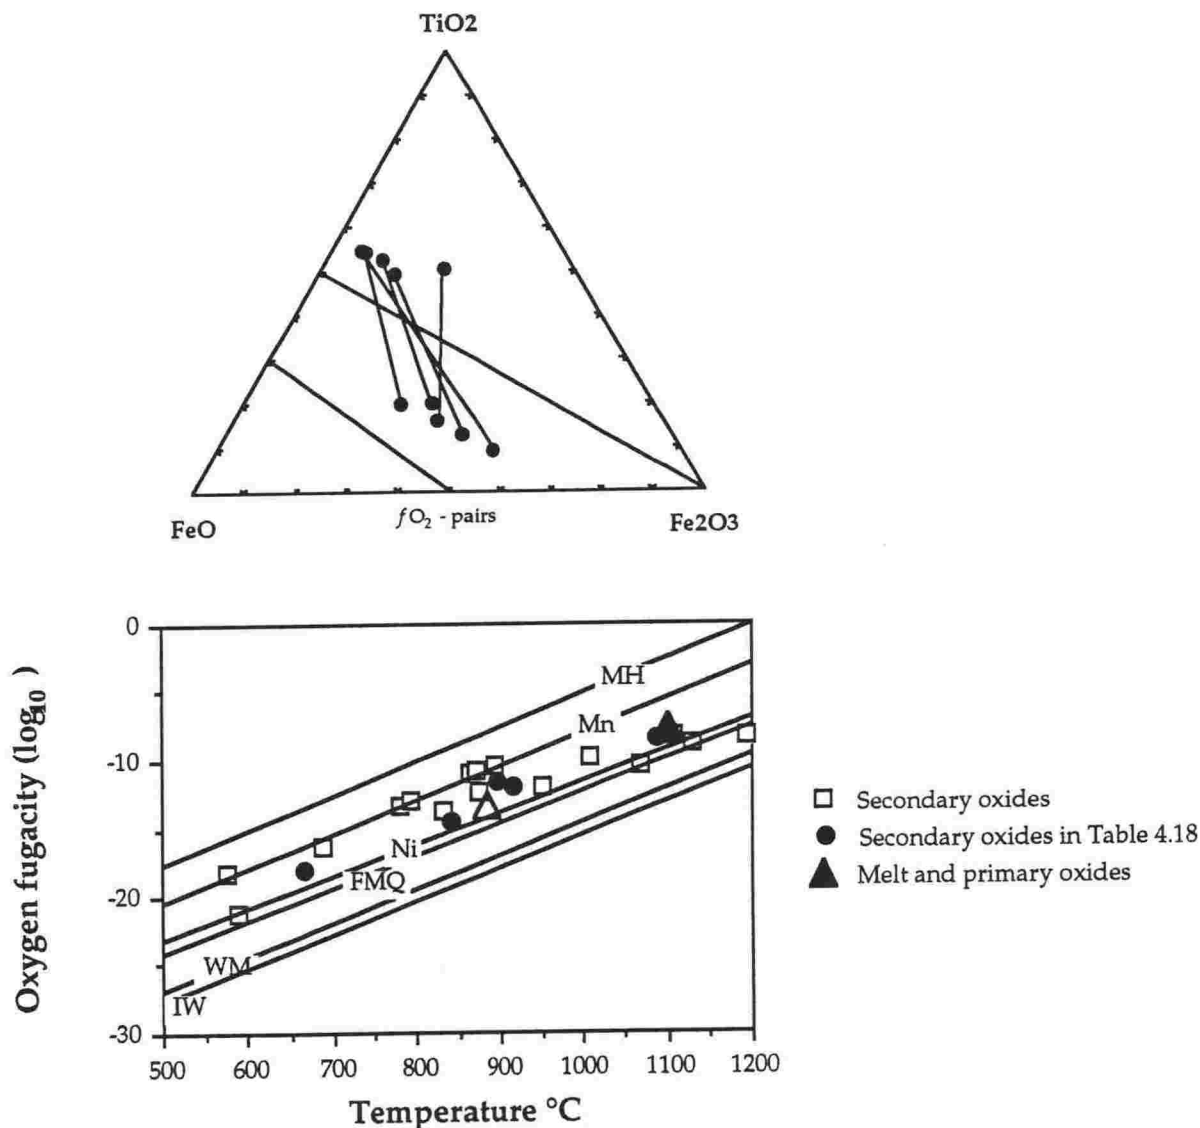 TiO2
FeO
fO2 - pairs
Fe2O3
Oxygen fugacity (log10)
0
-10
-20
-30
MH
Mn
Ni
FMQ
WM
IW
500 600 700 800 900 1000 1100 1200
Temperature °C
Secondary oxides
Secondary oxides in Table 4.18
Melt and primary oxides